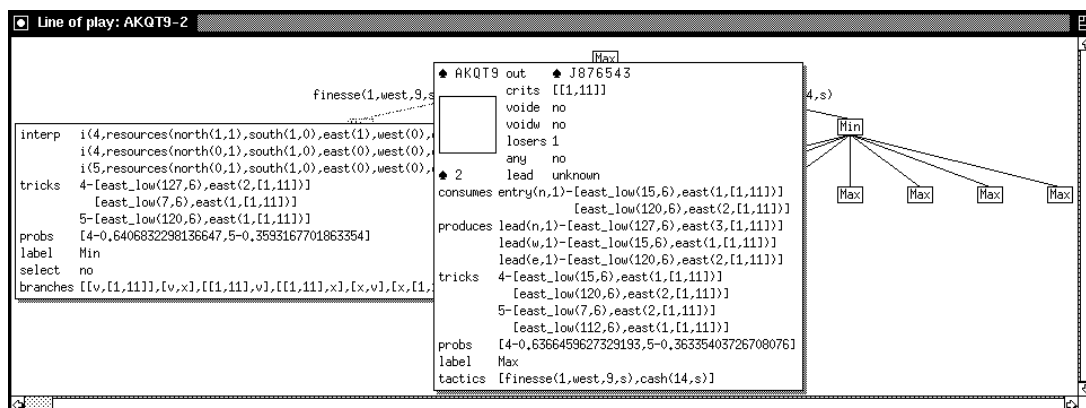 Line of play: AKQT9-2
Max
finesse(1,west,9,s
4,s)
Min
Max
Max
Max
Max
interp i(4,resources(north(1,1),south(1,0),east(1),west(0),
i(4,resources(north(0,1),south(1,0),east(0),west(0),
i(5,resources(north(0,1),south(1,0),east(0),west(0),
tricks 4-[east_low(127,6),east(2,[1,11])]
[east_low(7,6),east(1,[1,11])]
5-[east_low(120,6),east(1,[1,11])]
probs [4-0.6406832298136647,5-0.3593167701863354]
label Min
select no
branches [[v,[1,11]],[v,x],[[1,11],v],[[1,11],x],[x,v],[x,[1,
♠ AKQT9 out ♠ J876543
crits [[1,11]]
voide no
voidw no
losers 1
any no
♠ 2 lead unknown
consumes entry(n,1)-[east_low(15,6),east(1,[1,11])]
[east_low(120,6),east(2,[1,11])]
produces lead(n,1)-[east_low(127,6),east(3,[1,11])]
lead(w,1)-[east_low(15,6),east(1,[1,11])]
lead(e,1)-[east_low(120,6),east(2,[1,11])]
tricks 4-[east_low(15,6),east(1,[1,11])]
[east_low(120,6),east(2,[1,11])]
5-[east_low(7,6),east(2,[1,11])]
[east_low(112,6),east(1,[1,11])]
probs [4-0.6366459627329193,5-0.36335403726708076]
label Max
tactics [finesse(1,west,9,s),cash(14,s)]